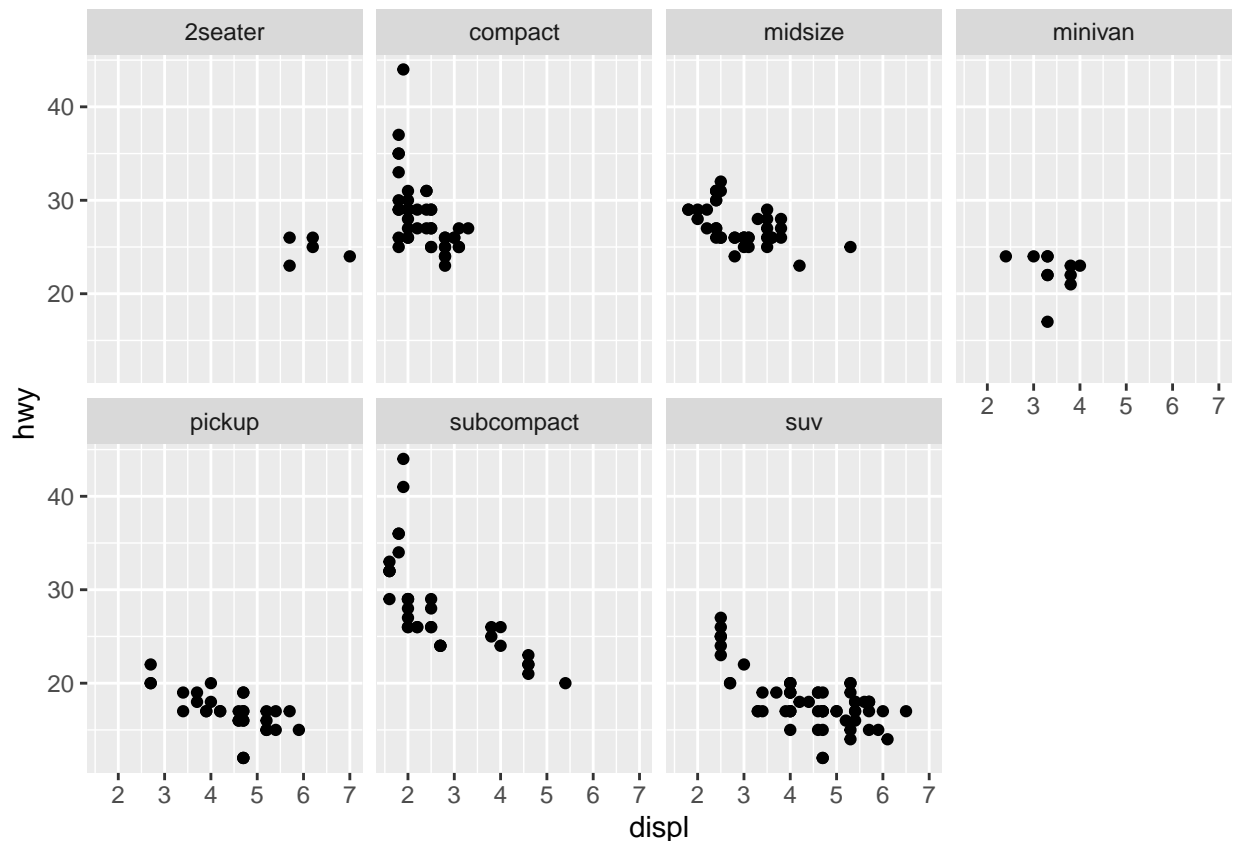 2seater compact midsize minivan
40
30
20
2 3 4 5 6 7
hwy
pickup subcompact suv
40
30
20
2 3 4 5 6 7 2 3 4 5 6 7 2 3 4 5 6 7
displ